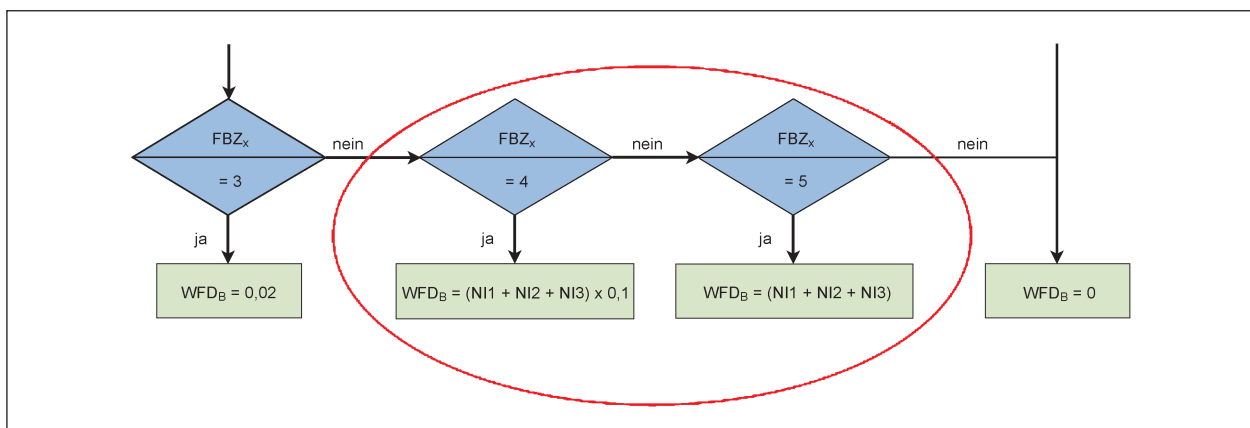 FBZx
= 3
nein
FBZx
= 4
nein
FBZx
= 5
nein
ja
ja
ja
WFDB = 0,02
WFDB = (NI1 + NI2 + NI3) x 0,1
WFDB = (NI1 + NI2 + NI3)
WFDB = 0